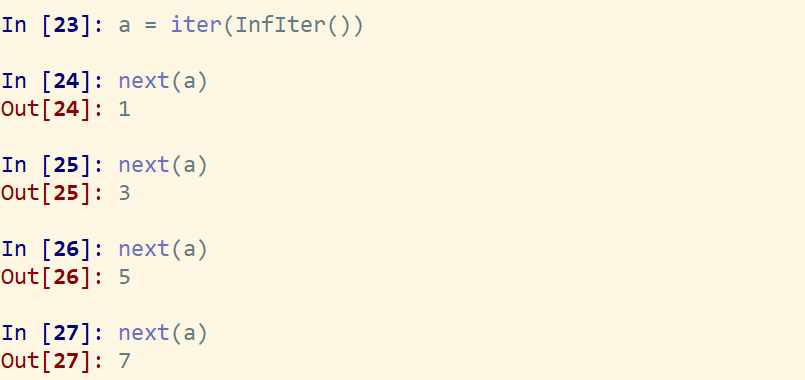 In [23]: a = iter(InfIter())
In [24]: next(a)
Out[24]: 1
In [25]: next(a)
Out[25]: 3
In [26]: next(a)
Out[26]: 5
In [27]: next(a)
Out[27]: 7